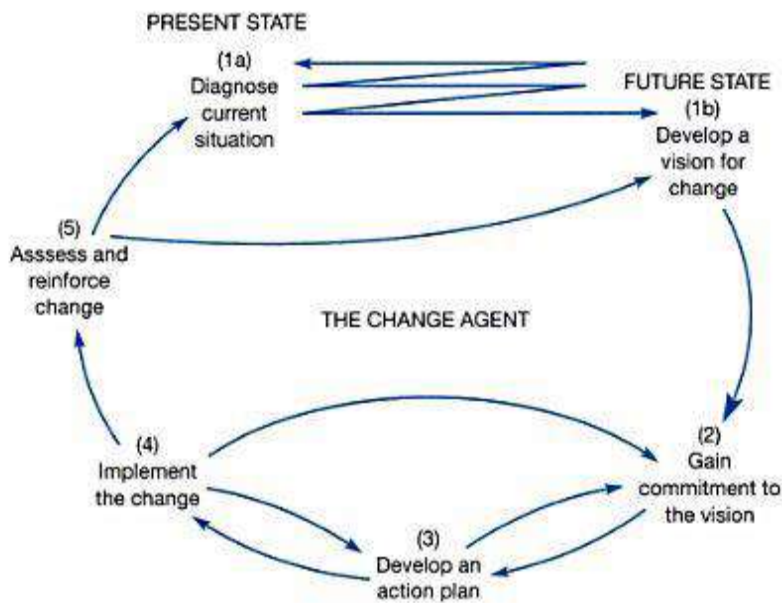 PRESENT STATE
(1a)
Diagnose
current
situation
FUTURE STATE
(1b)
Develop a
vision for
change
(5)
Asssess and
reinforce
change
THE CHANGE AGENT
(2)
Gain
commitment to
the vision
(4)
Implement
the change
(3)
Develop an
action plan